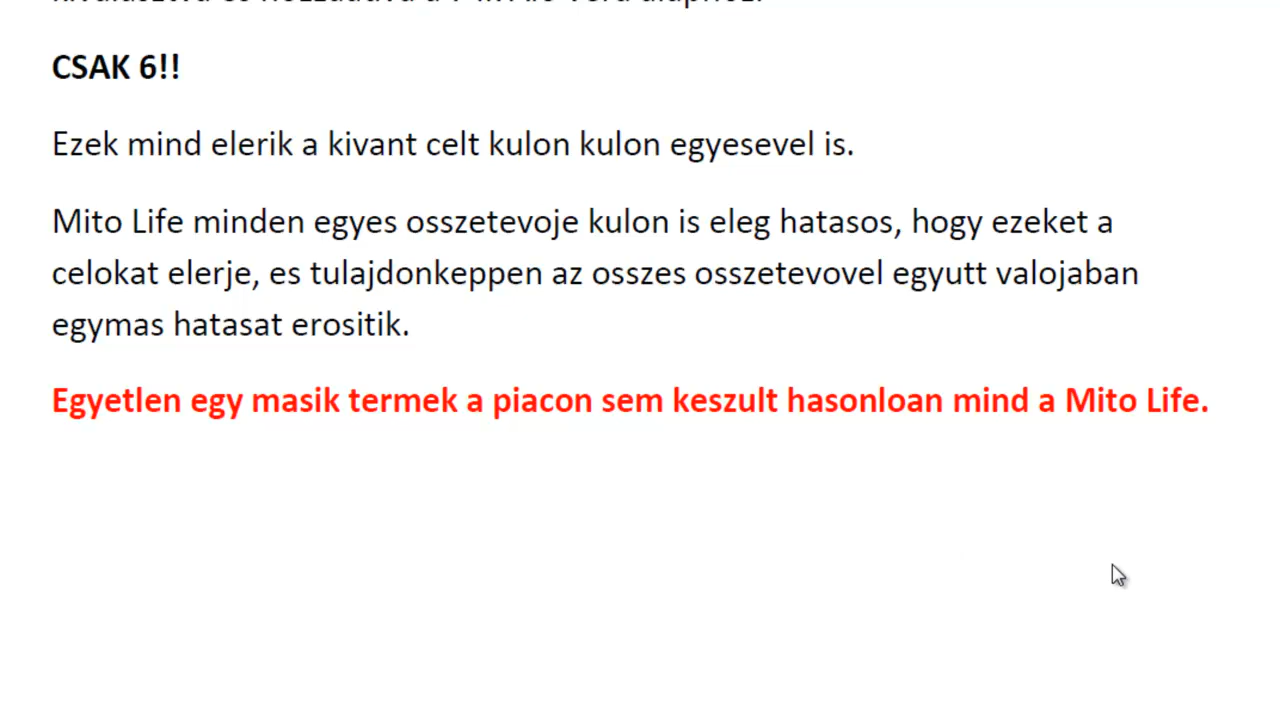 CSAK 6!!
Ezek mind elerik a kivant celt kulon kulon egyesevel is.
Mito Life minden egyes osszetevoje kulon is eleg hatasos, hogy ezeket a
celokat elerje, es tulajdonkeppen az osszes osszetevovel egyutt valojaban
egymas hatasat erositik.
Egyetlen egy masik termek a piacon sem keszult hasonloan mind a Mito Life.